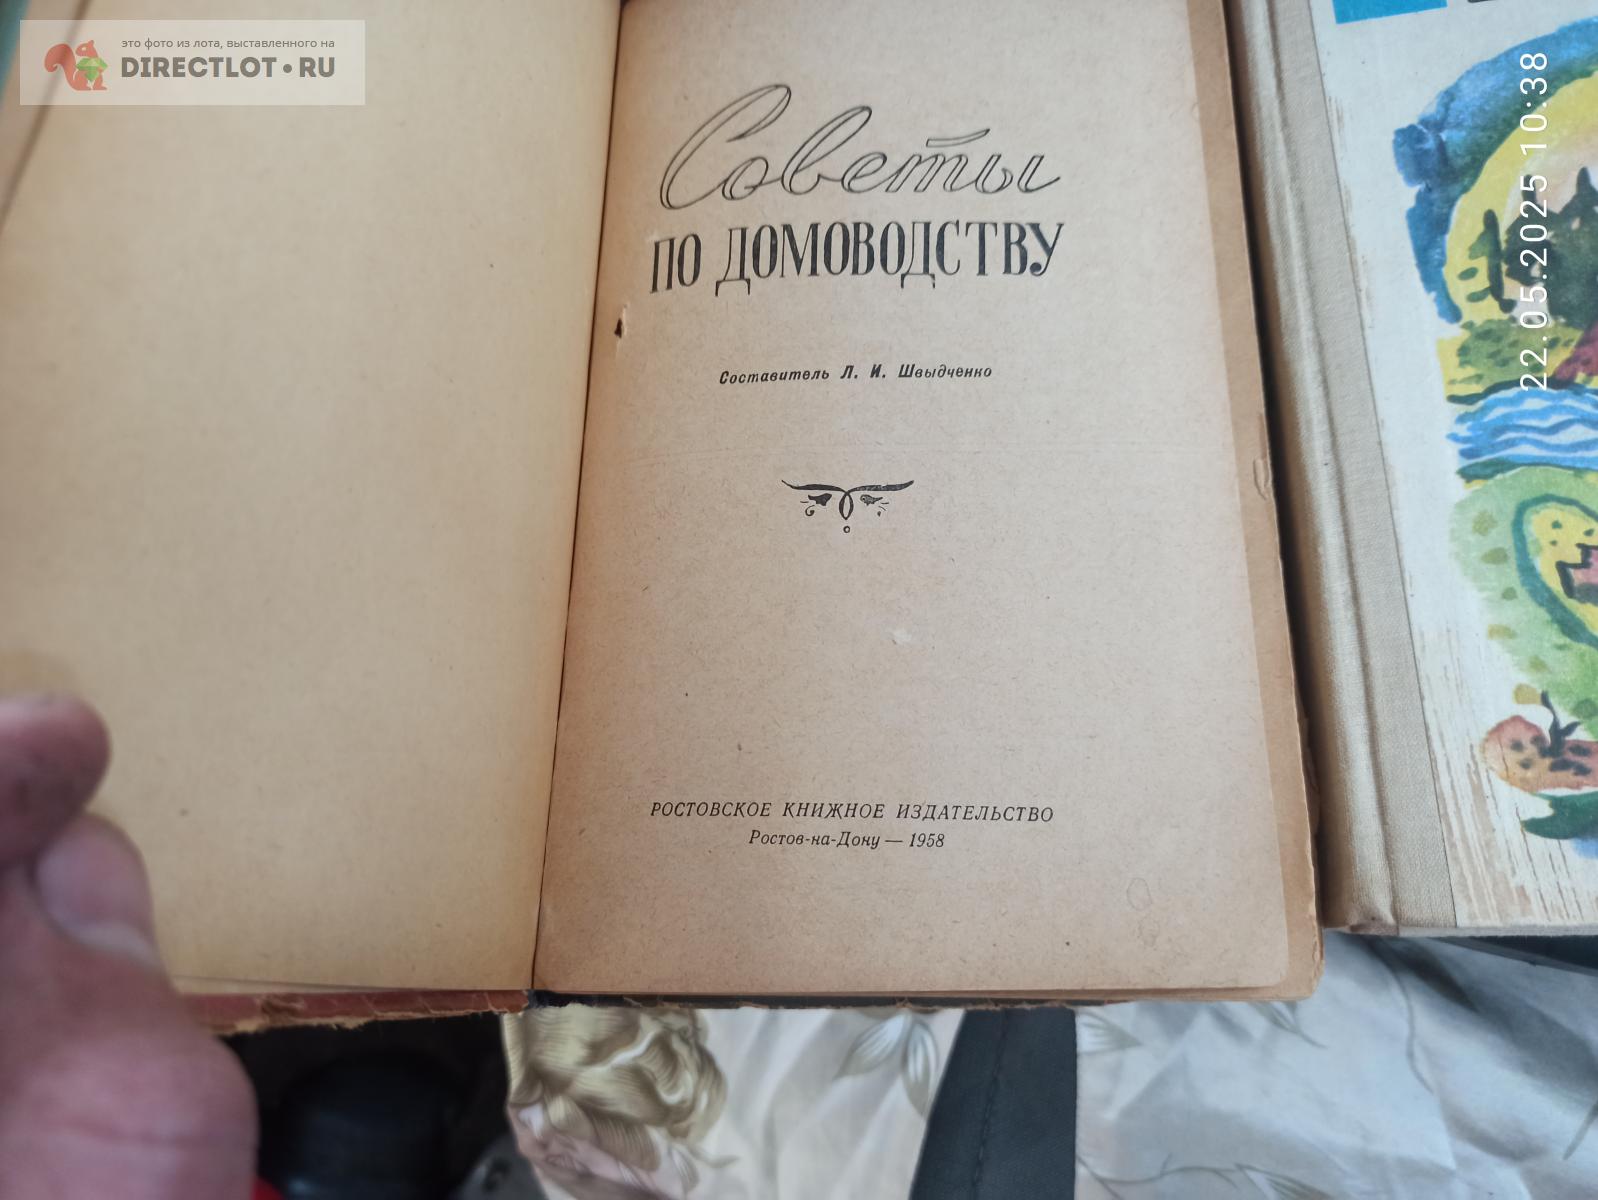 это фото из лота, выставленного на
DIRECTLOT•RU
Советы
ПО ДОМОВОДСТВУ
Составитель Л. И. Швыдченко
РОСТОВСКОЕ КНИЖНОЕ ИЗДАТЕЛЬСТВО
Ростов-на-Дону — 1958
22.05.2025 10:38